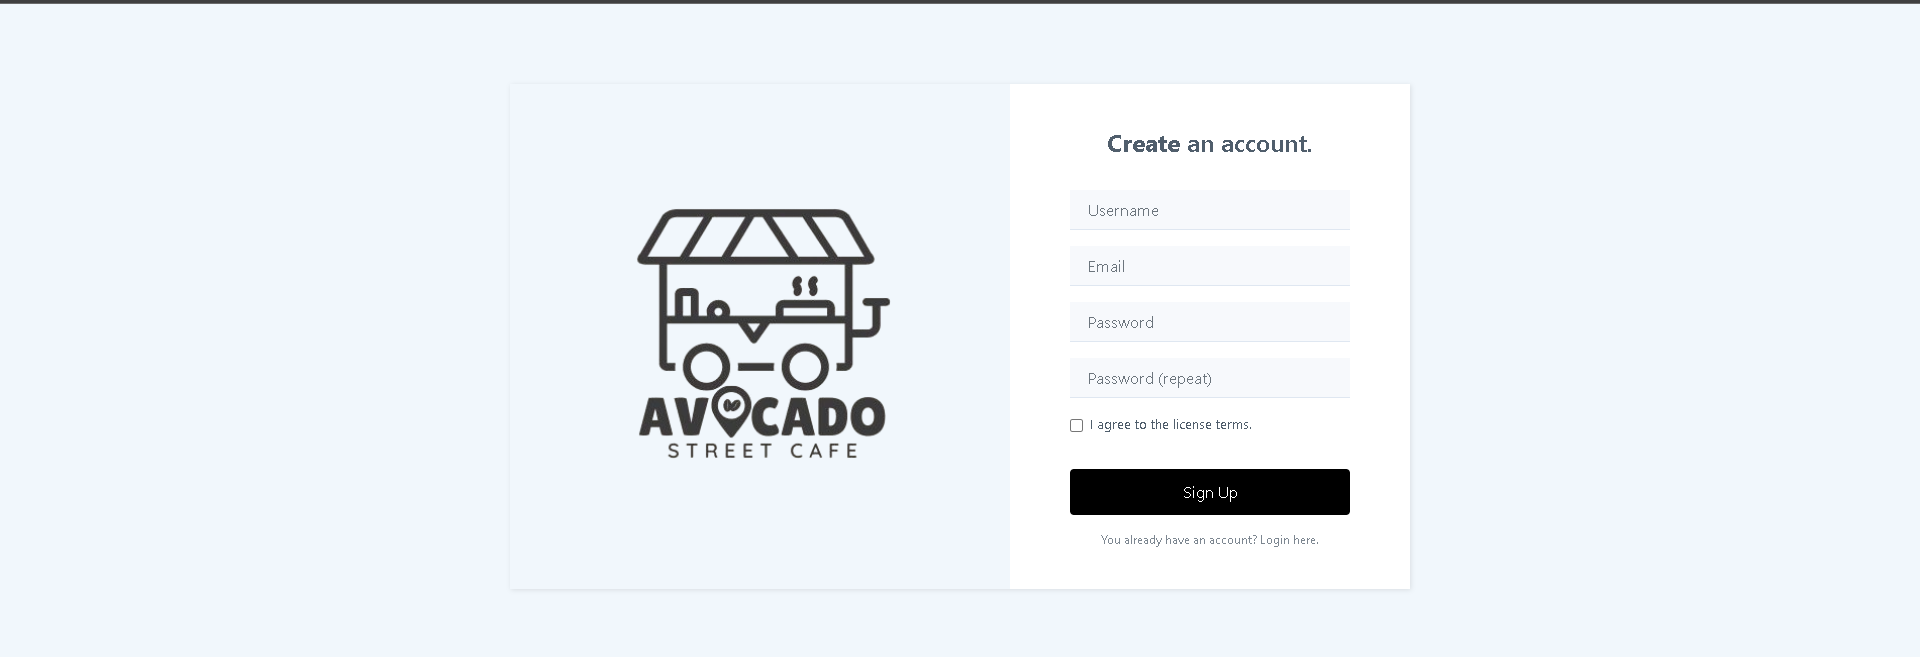 AVOCADO
STREET CAFE
Create an account.
Username
Email
Password
Password (repeat)
I agree to the license terms.
Sign Up
You already have an account? Login here.